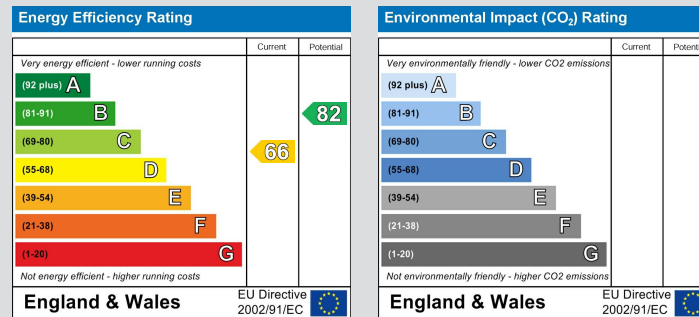 Energy Efficiency Rating
Current Potential
Very energy efficient - lower running costs
(92 plus) A
(81-91) B
82
(69-80) C
66
(55-68) D
(39-54) E
(21-38) F
(1-20) G
Not energy efficient - higher running costs
England & Wales
EU Directive
2002/91/EC
Environmental Impact (CO₂) Rating
Current Potenti
Very environmentally friendly - lower CO2 emissions
(92 plus) A
(81-91) B
(69-80) C
(55-68) D
(39-54) E
(21-38) F
(1-20) G
Not environmentally friendly - higher CO2 emissions
England & Wales
EU Directive
2002/91/EC